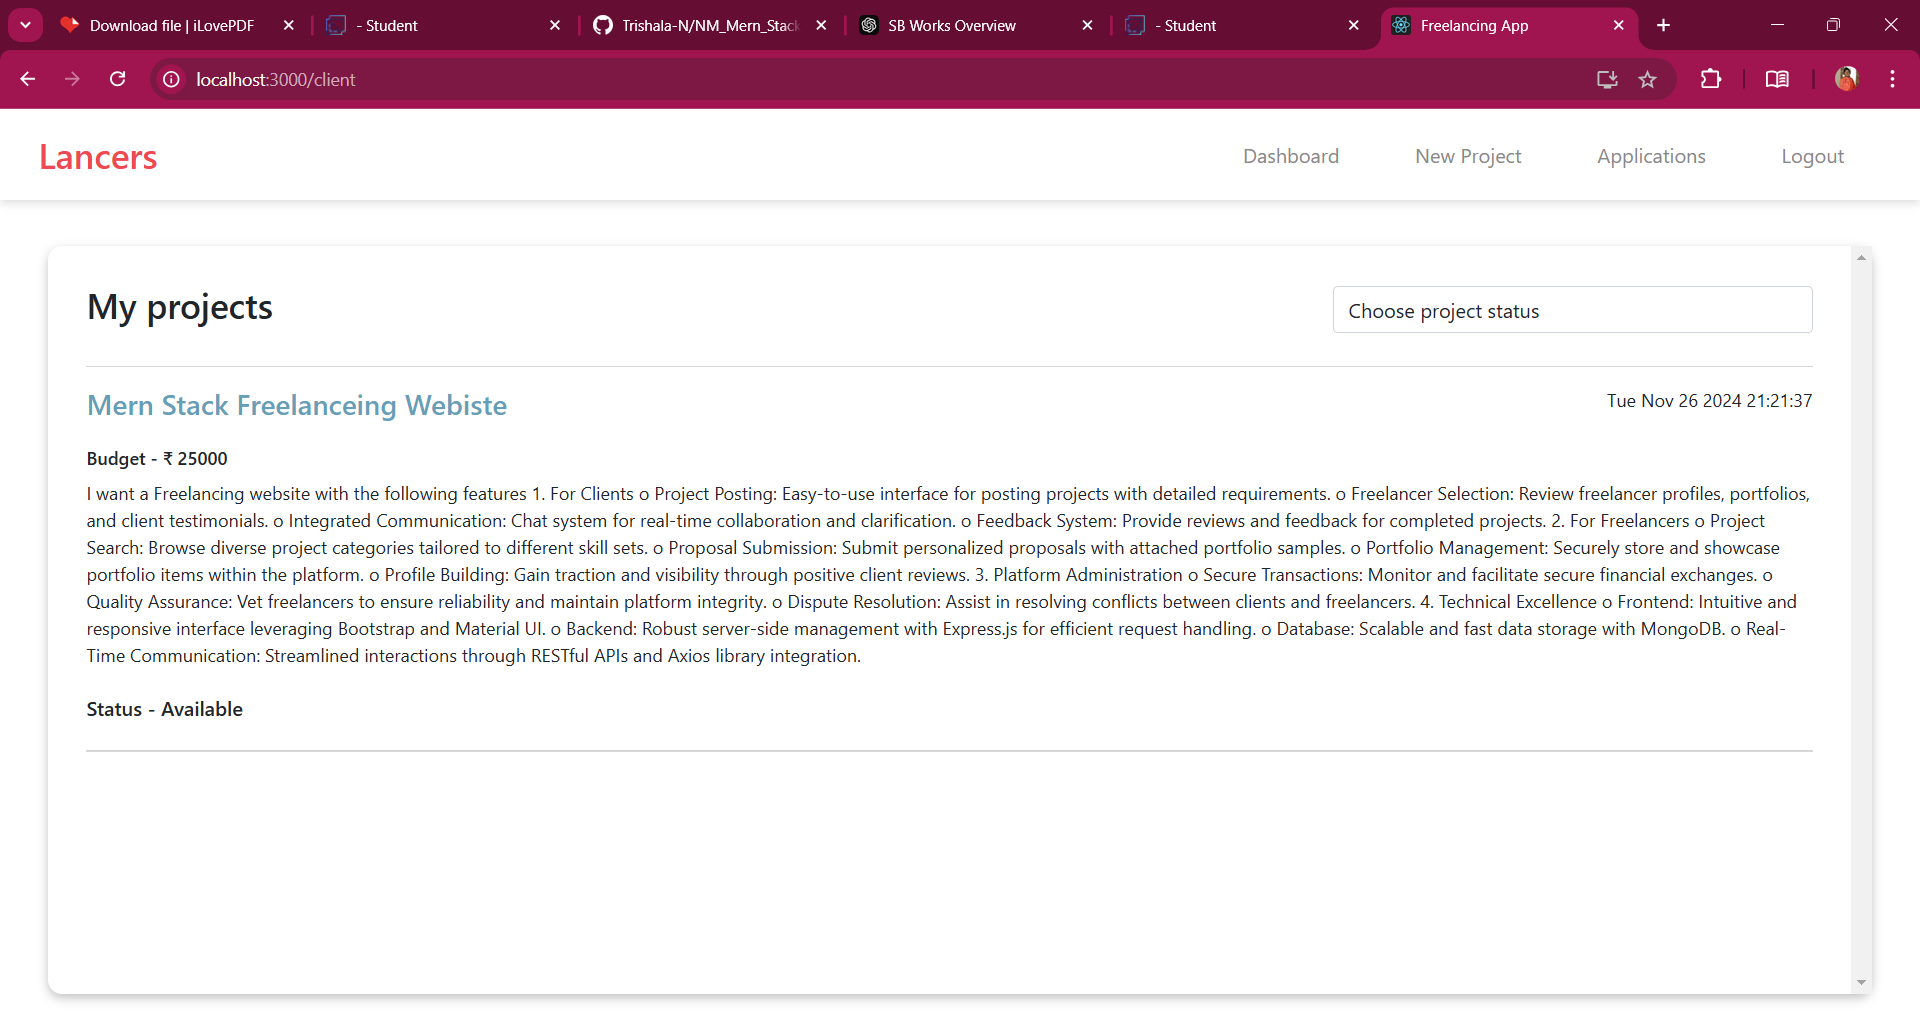 Download file | iLovePDF
- Student
Trishala-N/NM_Mern_Stack
SB Works Overview
- Student
Freelancing App
localhost:3000/client
Lancers
Dashboard
New Project
Applications
Logout
My projects
Choose project status
Mern Stack Freelanceing Webiste
Tue Nov 26 2024 21:21:37
Budget - ₹ 25000
I want a Freelancing website with the following features 1. For Clients o Project Posting: Easy-to-use interface for posting projects with detailed requirements. o Freelancer Selection: Review freelancer profiles, portfolios,
and client testimonials. o Integrated Communication: Chat system for real-time collaboration and clarification. o Feedback System: Provide reviews and feedback for completed projects. 2. For Freelancers o Project
Search: Browse diverse project categories tailored to different skill sets. o Proposal Submission: Submit personalized proposals with attached portfolio samples. o Portfolio Management: Securely store and showcase
portfolio items within the platform. o Profile Building: Gain traction and visibility through positive client reviews. 3. Platform Administration o Secure Transactions: Monitor and facilitate secure financial exchanges. o
Quality Assurance: Vet freelancers to ensure reliability and maintain platform integrity. o Dispute Resolution: Assist in resolving conflicts between clients and freelancers. 4. Technical Excellence o Frontend: Intuitive and
responsive interface leveraging Bootstrap and Material UI. o Backend: Robust server-side management with Express.js for efficient request handling. o Database: Scalable and fast data storage with MongoDB. o Real-
Time Communication: Streamlined interactions through RESTful APIs and Axios library integration.
Status - Available